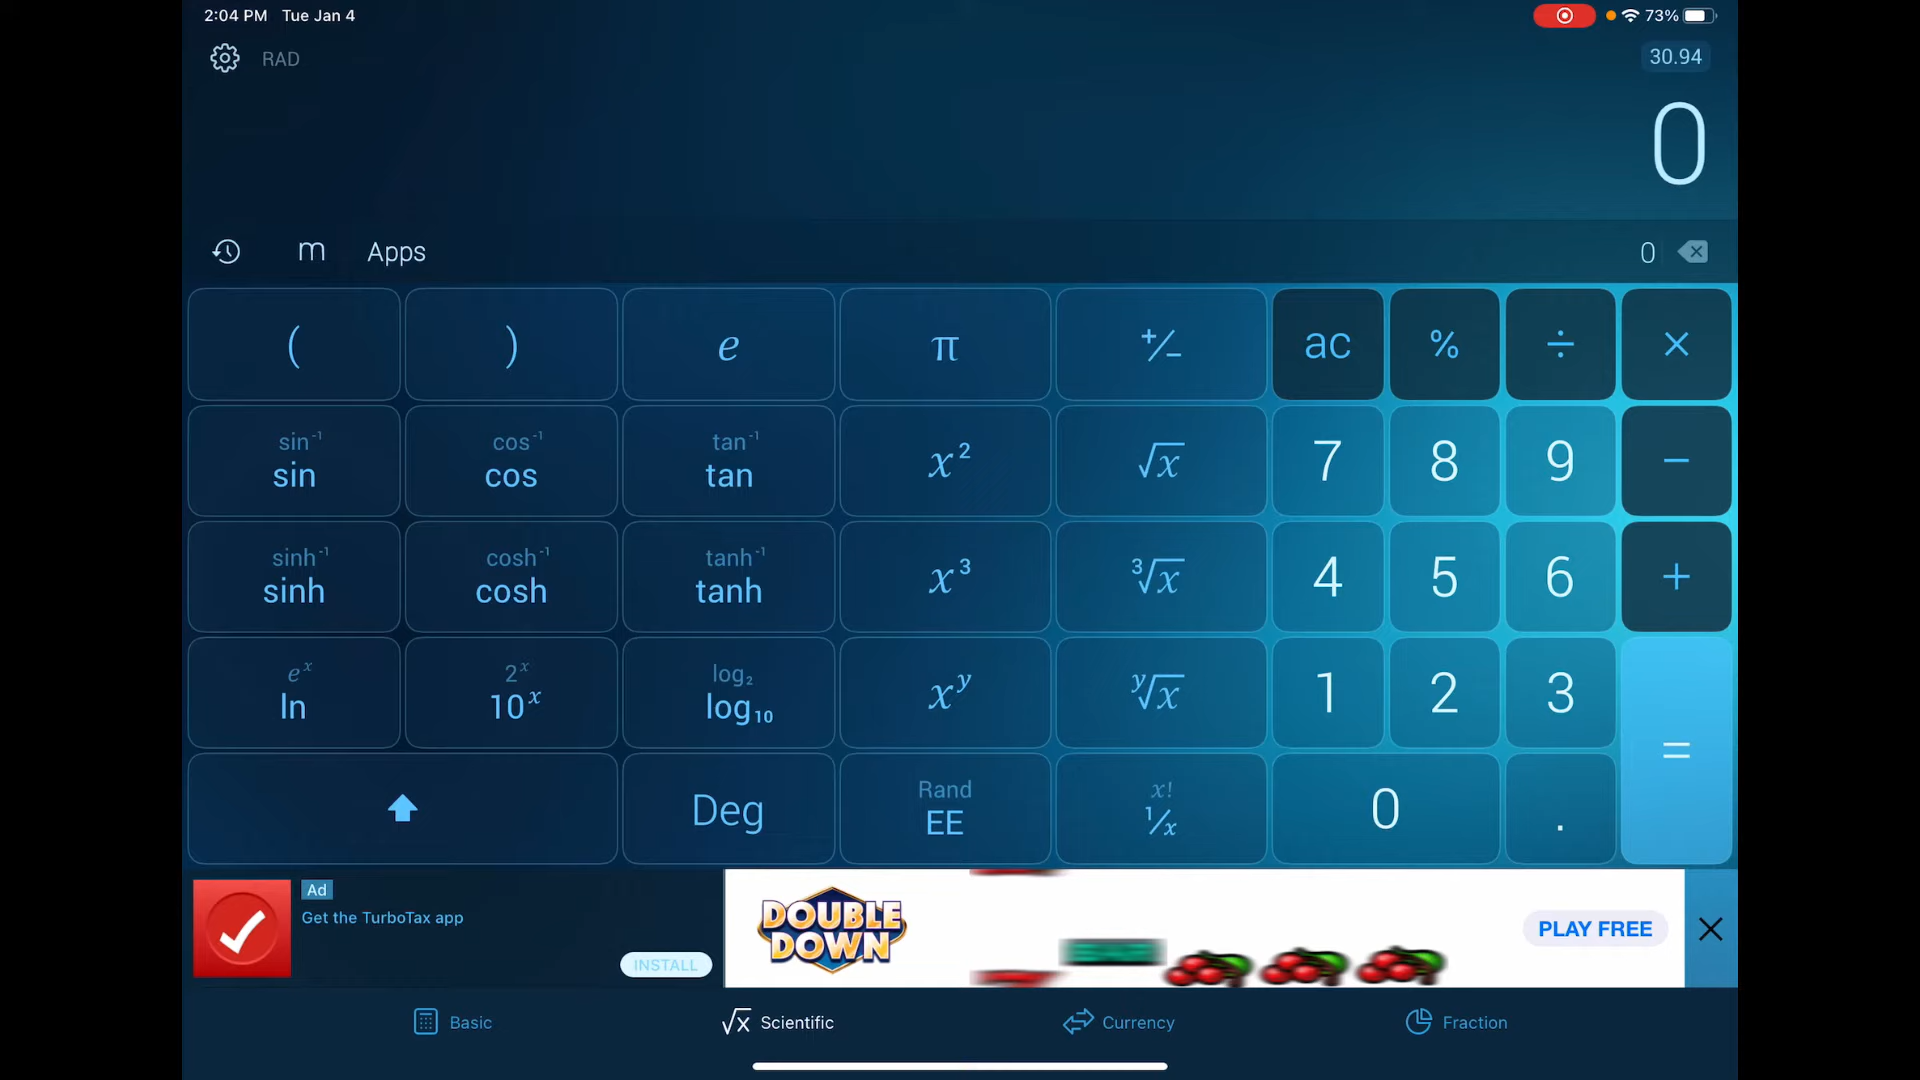 2:04 PM Tue Jan 4 73%
RAD 30.94
0
m Apps 0
( ) e π +/− ac % ÷ ×
sin⁻¹ cos⁻¹ tan⁻¹
sin cos tan x² √x 7 8 9 −
sinh⁻¹ cosh⁻¹ tanh⁻¹
sinh cosh tanh x³ ³√x 4 5 6 +
eˣ 2ˣ log₂
ln 10ˣ log₁₀ xʸ ʸ√x 1 2 3 =
Rand x!
Deg EE 1/x 0 .
Ad
Get the TurboTax app
INSTALL
DOUBLE
DOWN
PLAY FREE
Basic √x Scientific Currency Fraction